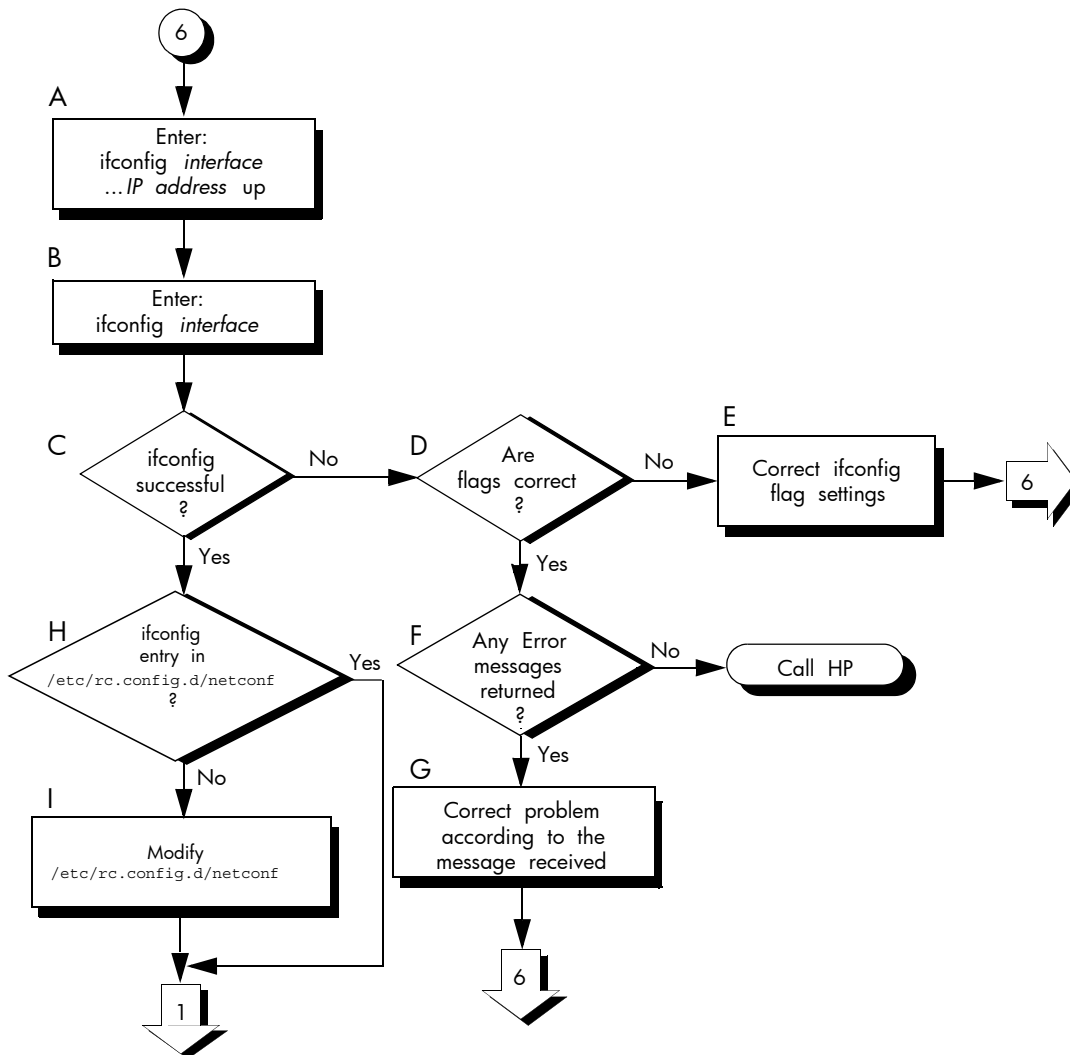 6
A
Enter:
ifconfig interface
...IP address up
B
Enter:
ifconfig interface
C
ifconfig
successful
?
No
D
Are
flags correct
?
No
E
Correct ifconfig
flag settings
6
Yes
Yes
H
ifconfig
entry in
/etc/rc.config.d/netconf
?
Yes
F
Any Error
messages
returned
?
No
Call HP
No
Yes
I
Modify
/etc/rc.config.d/netconf
G
Correct problem
according to the
message received
1
6